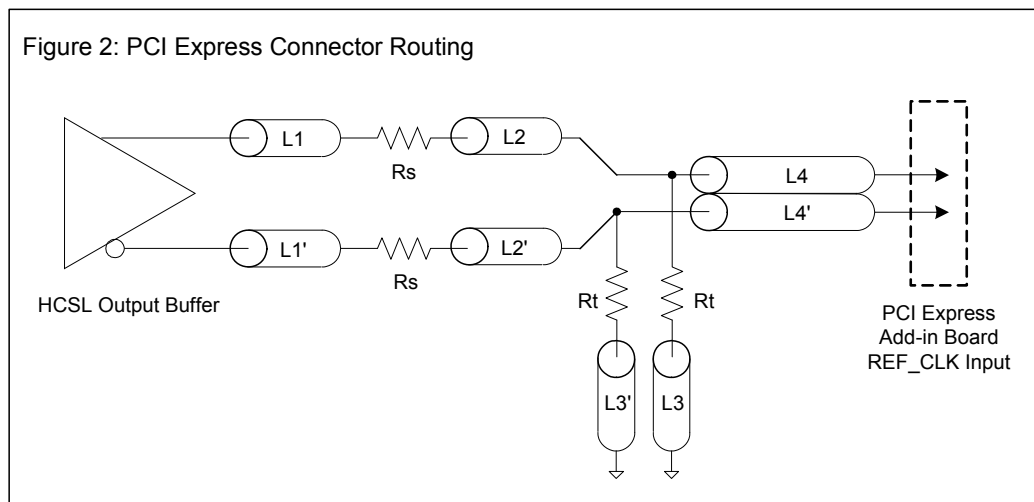 Figure 2: PCI Express Connector Routing
L1
L2
Rs
L4
L4'
L1'
L2'
Rs
HCSL Output Buffer
Rt
Rt
L3'
L3
PCI Express
Add-in Board
REF_CLK Input